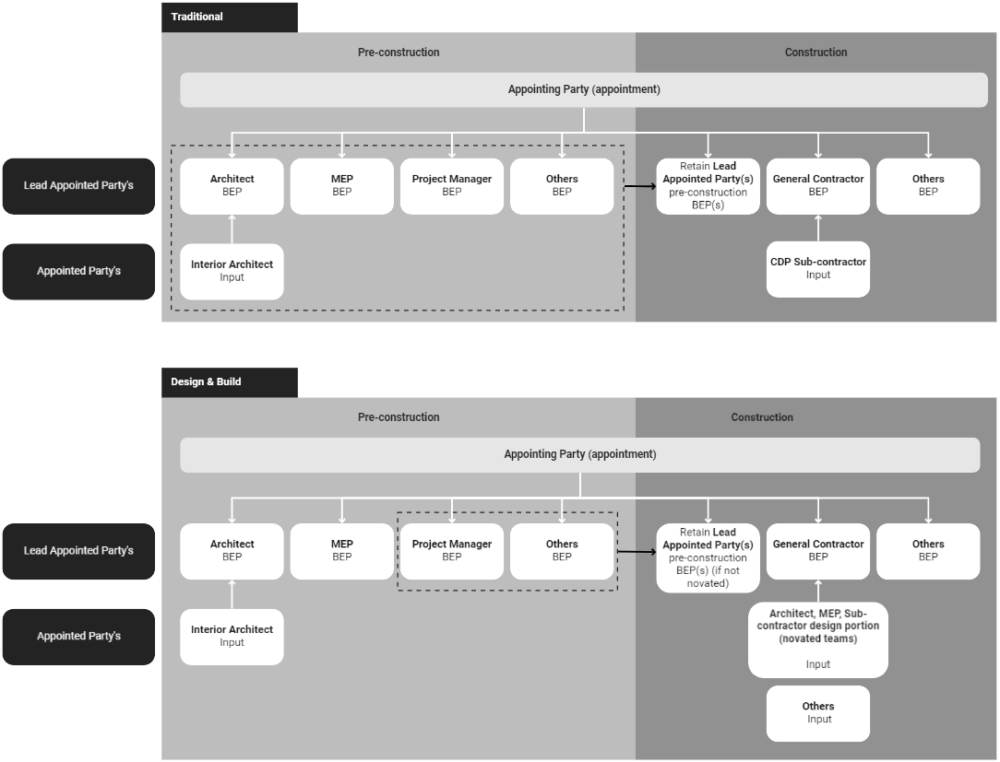 Traditional
Pre-construction
Construction
Appointing Party (appointment)
Lead Appointed Party's
Architect
BEP
MEP
BEP
Project Manager
BEP
Others
BEP
Retain Lead
Appointed Party(s)
pre-construction
BEP(s)
General Contractor
BEP
Others
BEP
Appointed Party's
Interior Architect
Input
CDP Sub-contractor
Input
Design & Build
Pre-construction
Construction
Appointing Party (appointment)
Lead Appointed Party's
Architect
BEP
MEP
BEP
Project Manager
BEP
Others
BEP
Retain Lead
Appointed Party(s)
pre-construction
BEP(s) (if not
novated)
General Contractor
BEP
Others
BEP
Appointed Party's
Interior Architect
Input
Architect, MEP, Sub-
contractor design portion
(novated teams)
Input
Others
Input